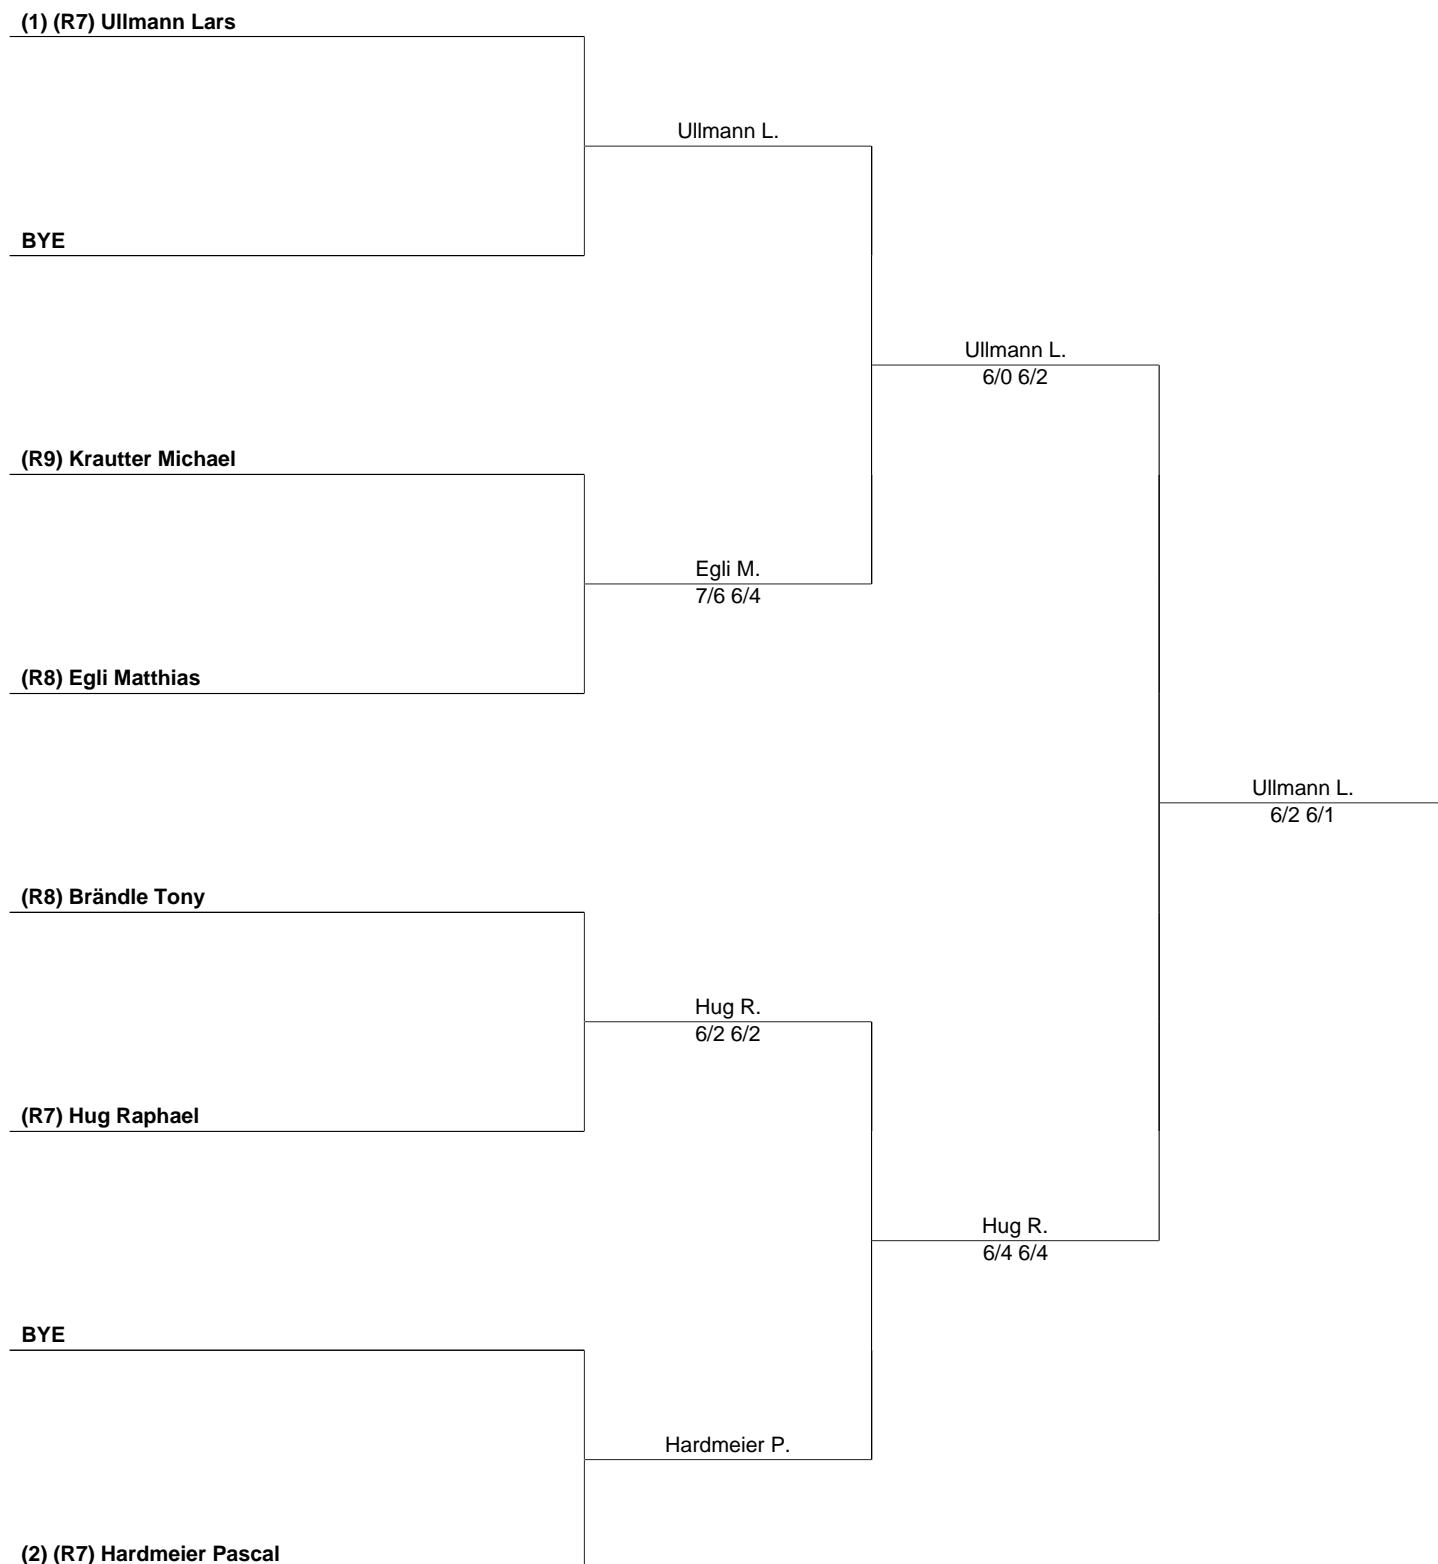 (1) (R7) Ullmann Lars
Ullmann L.
BYE
Ullmann L.
6/0 6/2
(R9) Krautter Michael
Egli M.
7/6 6/4
(R8) Egli Matthias
Ullmann L.
6/2 6/1
(R8) Brändle Tony
Hug R.
6/2 6/2
(R7) Hug Raphael
Hug R.
6/4 6/4
BYE
Hardmeier P.
(2) (R7) Hardmeier Pascal